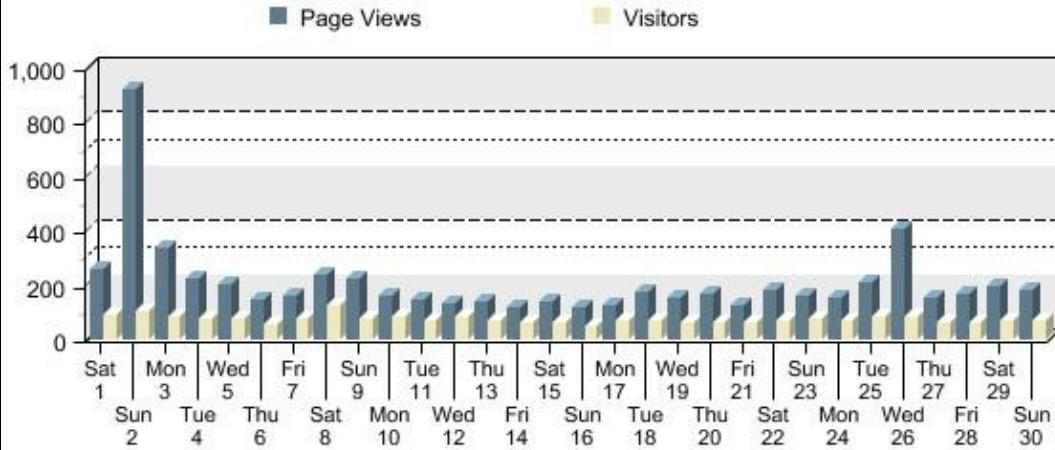 Page Views Visitors
1,000
800
600
400
200
0
Sat Mon Wed Fri Sun Tue Thu Sat Mon Wed Fri Sun Tue Thu Sat
1 3 5 7 9 11 13 15 17 19 21 23 25 27 29
Sun Tue Thu Sat Mon Wed Fri Sun Tue Thu Sat Mon Wed Fri Sun
2 4 6 8 10 12 14 16 18 20 22 24 26 28 30